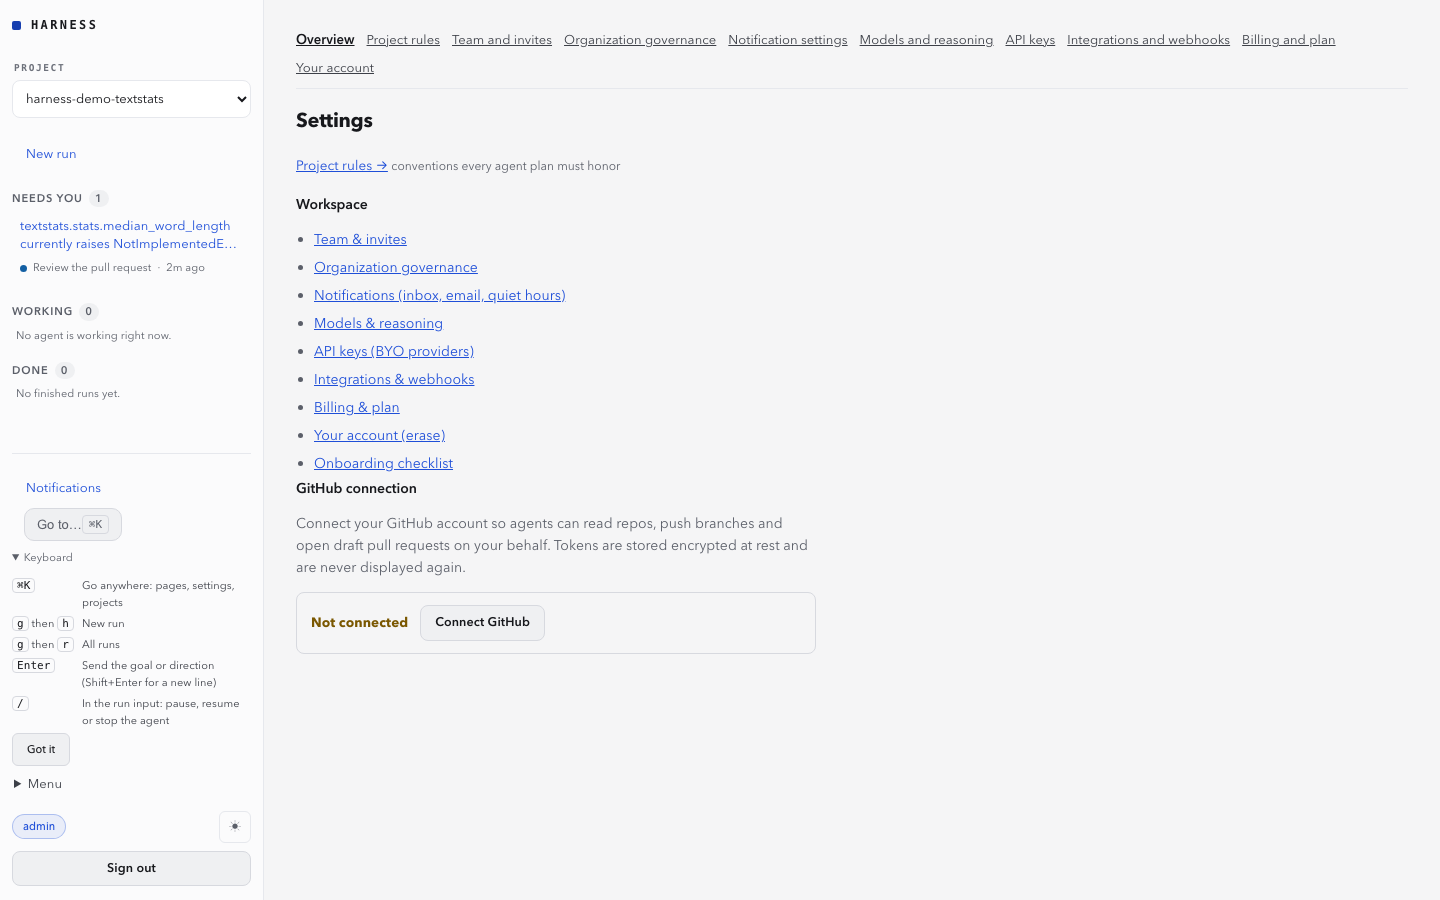 HARNESS
PROJECT
harness-demo-textstats
New run
NEEDS YOU 1
textstats.stats.median_word_length
currently raises NotImplementedE…
Review the pull request · 2m ago
WORKING 0
No agent is working right now.
DONE 0
No finished runs yet.
Notifications
Go to… ⌘K
Keyboard
⌘K Go anywhere: pages, settings,
projects
g then h New run
g then r All runs
Enter Send the goal or direction
(Shift+Enter for a new line)
/ In the run input: pause, resume
or stop the agent
Got it
Menu
admin
Sign out
Overview Project rules Team and invites Organization governance Notification settings Models and reasoning API keys Integrations and webhooks Billing and plan
Your account
Settings
Project rules → conventions every agent plan must honor
Workspace
Team & invites
Organization governance
Notifications (inbox, email, quiet hours)
Models & reasoning
API keys (BYO providers)
Integrations & webhooks
Billing & plan
Your account (erase)
Onboarding checklist
GitHub connection
Connect your GitHub account so agents can read repos, push branches and
open draft pull requests on your behalf. Tokens are stored encrypted at rest and
are never displayed again.
Not connected Connect GitHub